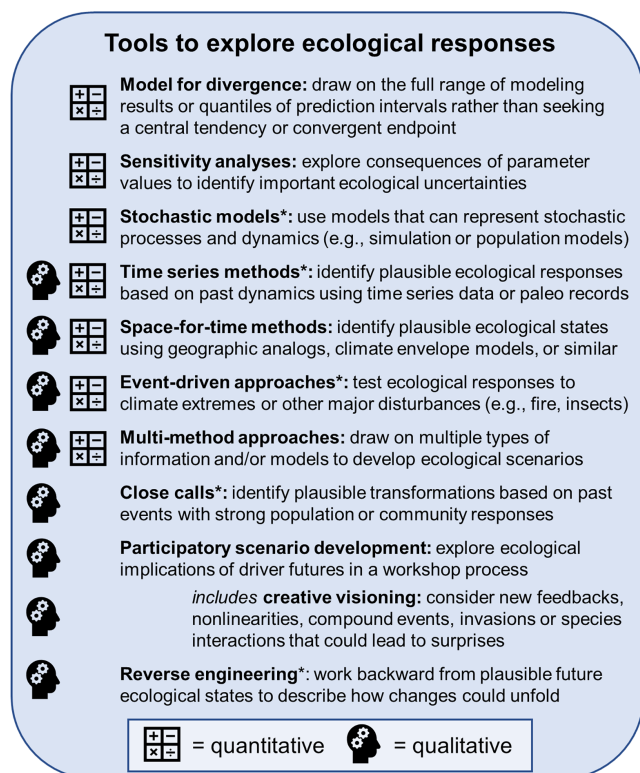 Tools to explore ecological responses
Model for divergence: draw on the full range of modeling
results or quantiles of prediction intervals rather than seeking
a central tendency or convergent endpoint
Sensitivity analyses: explore consequences of parameter
values to identify important ecological uncertainties
Stochastic models*: use models that can represent stochastic
processes and dynamics (e.g., simulation or population models)
Time series methods*: identify plausible ecological responses
based on past dynamics using time series data or paleo records
Space-for-time methods: identify plausible ecological states
using geographic analogs, climate envelope models, or similar
Event-driven approaches*: test ecological responses to
climate extremes or other major disturbances (e.g., fire, insects)
Multi-method approaches: draw on multiple types of
information and/or models to develop ecological scenarios
Close calls*: identify plausible transformations based on past
events with strong population or community responses
Participatory scenario development: explore ecological
implications of driver futures in a workshop process
includes creative visioning: consider new feedbacks,
nonlinearities, compound events, invasions or species
interactions that could lead to surprises
Reverse engineering*: work backward from plausible future
ecological states to describe how changes could unfold
= quantitative = qualitative